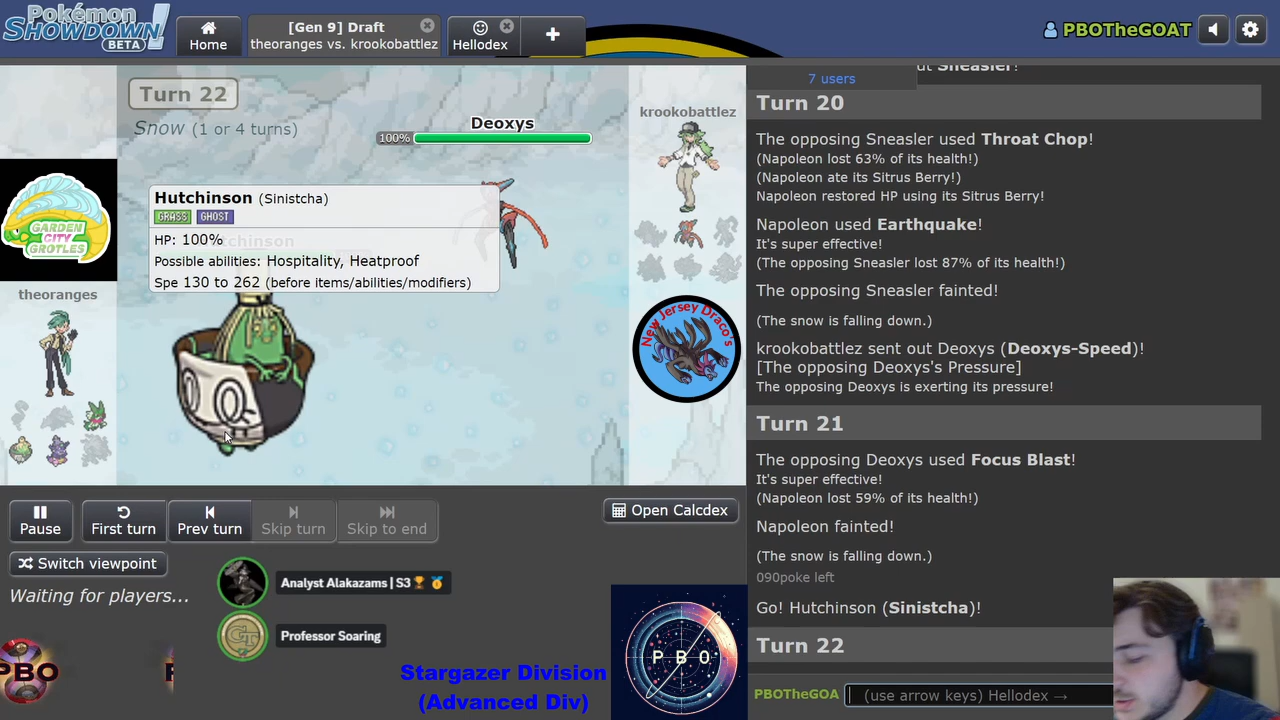 Pokémon
SHOWDOWN!
BETA
Home
[Gen 9] Draft
theoranges vs. krookobattlez
Hellodex
PBOTheGOAT
Turn 22
Snow (1 or 4 turns)
Deoxys
100%
Hutchinson (Sinistcha)
GRASS GHOST
HP: 100%
Possible abilities: Hospitality, Heatproof
Spe 130 to 262 (before items/abilities/modifiers)
GARDEN
CITY
GROTLES
theoranges
krookobattlez
New Jersey Draco's
7 users
Turn 20
The opposing Sneasler used Throat Chop!
(Napoleon lost 63% of its health!)
(Napoleon ate its Sitrus Berry!)
Napoleon restored HP using its Sitrus Berry!
Napoleon used Earthquake!
It's super effective!
(The opposing Sneasler lost 87% of its health!)
The opposing Sneasler fainted!
(The snow is falling down.)
krookobattlez sent out Deoxys (Deoxys-Speed)!
[The opposing Deoxys's Pressure]
The opposing Deoxys is exerting its pressure!
Turn 21
The opposing Deoxys used Focus Blast!
It's super effective!
(Napoleon lost 59% of its health!)
Napoleon fainted!
(The snow is falling down.)
090poke left
Go! Hutchinson (Sinistcha)!
Turn 22
PBOTheGOA
(use arrow keys) Hellodex →
Pause
First turn
Prev turn
Skip turn
Skip to end
Open Calcdex
Switch viewpoint
Waiting for players...
Analyst Alakazams | S3
GT
Professor Soaring
PBO
Stargazer Division
(Advanced Div)
P B O